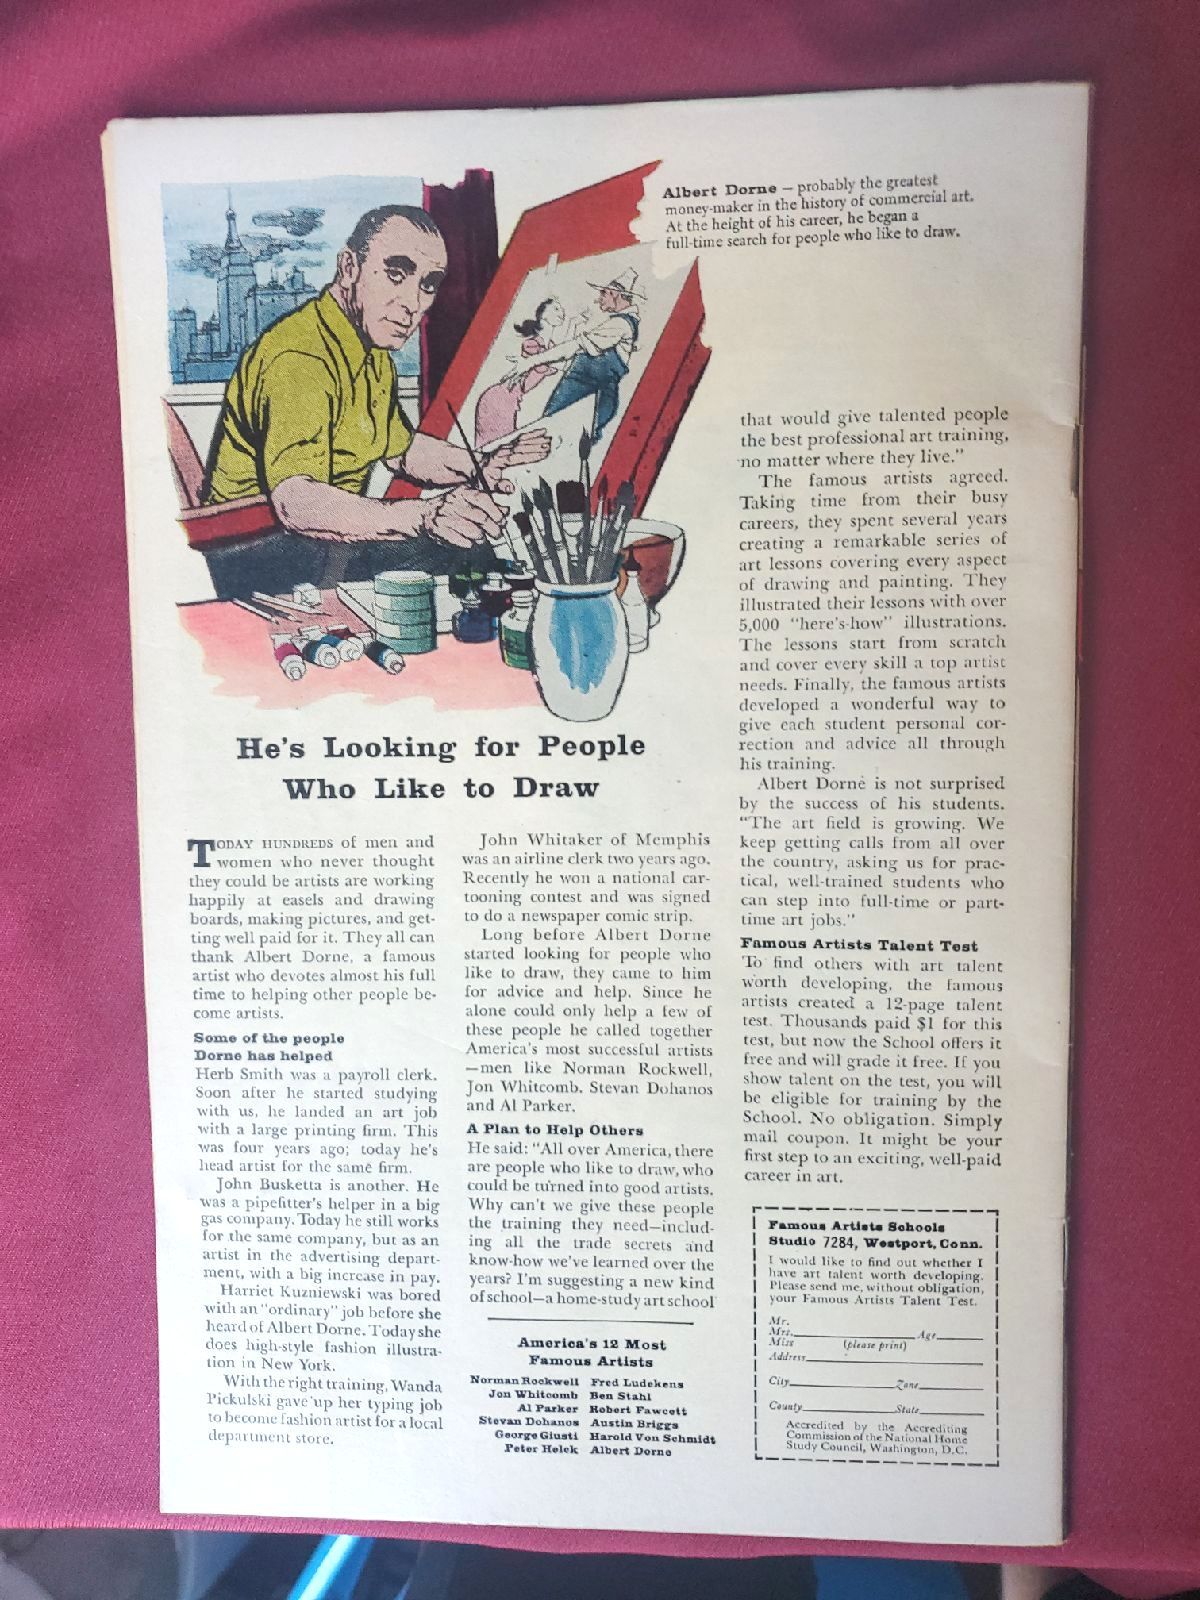 Albert Dorne — probably the greatest
money-maker in the history of commercial art.
At the height of his career, he began a
full-time search for people who like to draw.
He's Looking for People
Who Like to Draw
TODAY HUNDREDS of men and
women who never thought
they could be artists are working
happily at easels and drawing
boards, making pictures, and get-
ting well paid for it. They all can
thank Albert Dorne, a famous
artist who devotes almost his full
time to helping other people be-
come artists.
Some of the people
Dorne has helped
Herb Smith was a payroll clerk.
Soon after he started studying
with us, he landed an art job
with a large printing firm. This
was four years ago; today he's
head artist for the same firm.
John Busketta is another. He
was a pipefitter's helper in a big
gas company. Today he still works
for the same company, but as an
artist in the advertising depart-
ment, with a big increase in pay.
Harriet Kuzniewski was bored
with an "ordinary" job before she
heard of Albert Dorne. Today she
does high-style fashion illustra-
tion in New York.
With the right training, Wanda
Pickulski gave up her typing job
to become fashion artist for a local
department store.
John Whitaker of Memphis
was an airline clerk two years ago.
Recently he won a national car-
tooning contest and was signed
to do a newspaper comic strip.
Long before Albert Dorne
started looking for people who
like to draw, they came to him
for advice and help. Since he
alone could only help a few of
these people he called together
America's most successful artists
—men like Norman Rockwell,
Jon Whitcomb, Stevan Dohanos
and Al Parker.
A Plan to Help Others
He said: "All over America, there
are people who like to draw, who
could be turned into good artists.
Why can't we give these people
the training they need—includ-
ing all the trade secrets and
know-how we've learned over the
years? I'm suggesting a new kind
of school—a home-study art school
America's 12 Most
Famous Artists
Norman Rockwell Fred Ludekens
Jon Whitcomb Ben Stahl
Al Parker Robert Fawcett
Stevan Dohanos Austin Briggs
George Giusti Harold Von Schmidt
Peter Helck Albert Dorne
that would give talented people
the best professional art training,
no matter where they live."
The famous artists agreed.
Taking time from their busy
careers, they spent several years
creating a remarkable series of
art lessons covering every aspect
of drawing and painting. They
illustrated their lessons with over
5,000 "here's-how" illustrations.
The lessons start from scratch
and cover every skill a top artist
needs. Finally, the famous artists
developed a wonderful way to
give each student personal cor-
rection and advice all through
his training.
Albert Dorne is not surprised
by the success of his students.
"The art field is growing. We
keep getting calls from all over
the country, asking us for prac-
tical, well-trained students who
can step into full-time or part-
time art jobs."
Famous Artists Talent Test
To find others with art talent
worth developing, the famous
artists created a 12-page talent
test. Thousands paid $1 for this
test, but now the School offers it
free and will grade it free. If you
show talent on the test, you will
be eligible for training by the
School. No obligation. Simply
mail coupon. It might be your
first step to an exciting, well-paid
career in art.
Famous Artists Schools
Studio 7284, Westport, Conn.
I would like to find out whether I
have art talent worth developing.
Please send me, without obligation,
your Famous Artists Talent Test.
Mr.
Mrs. Age
Miss (please print)
Address
City Zone
County State
Accredited by the Accrediting
Commission of the National Home
Study Council, Washington, D.C.